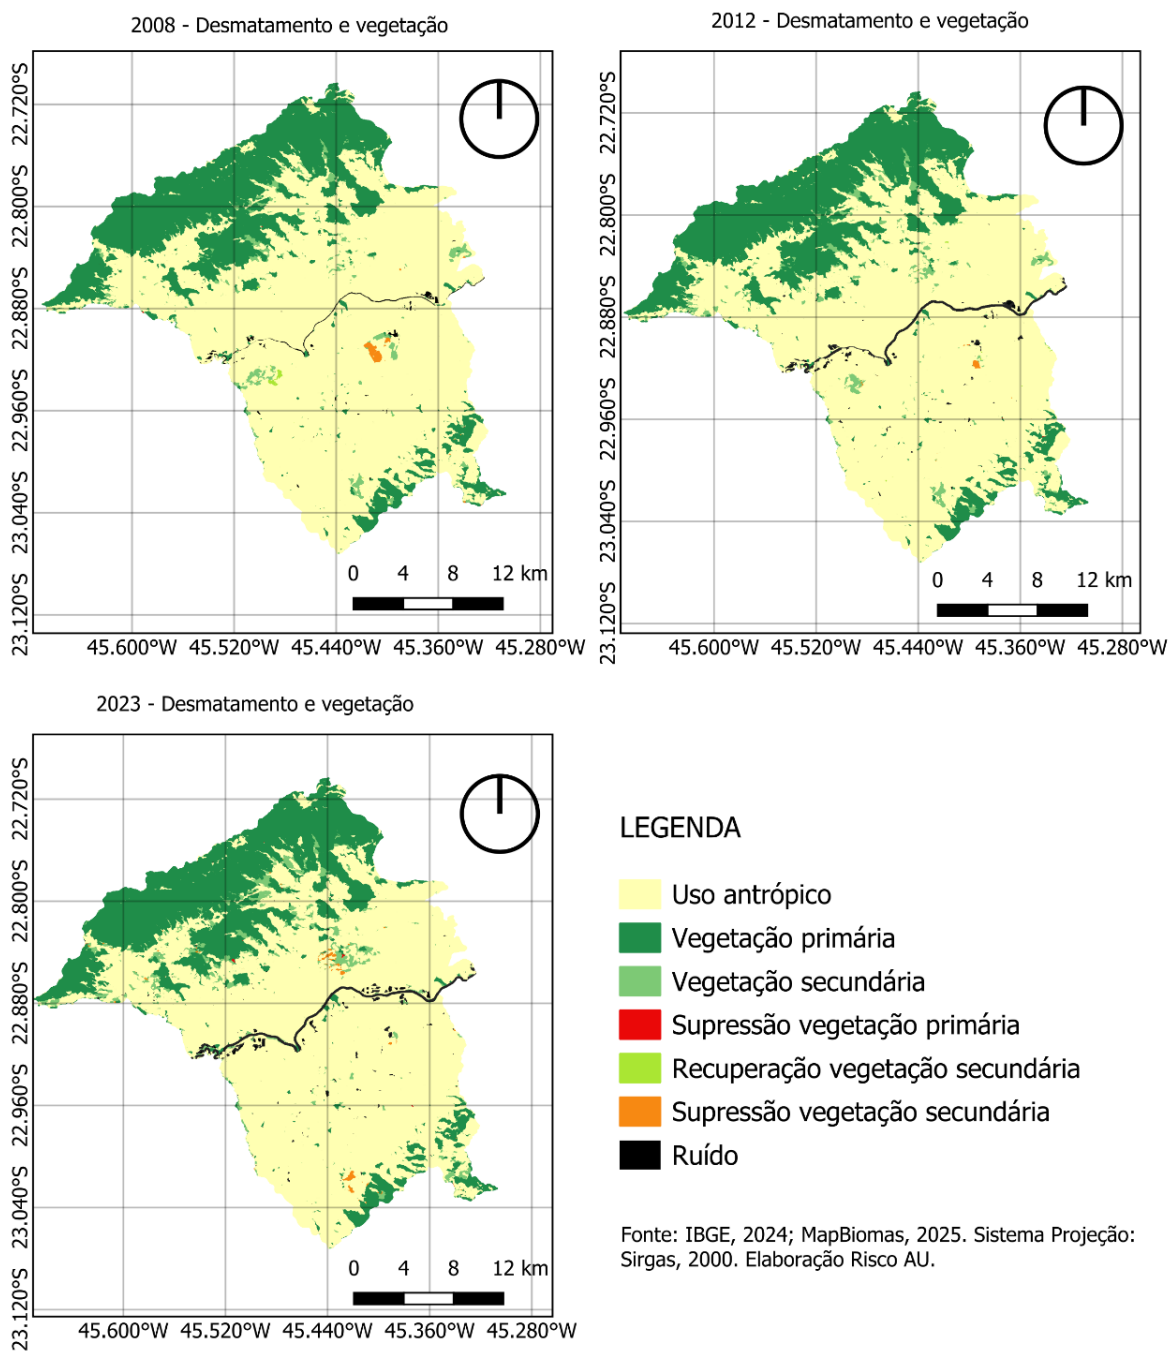 2008 - Desmatamento e vegetação
22.720°S
22.800°S
22.880°S
22.960°S
23.040°S
23.120°S
0 4 8 12 km
45.600°W 45.520°W 45.440°W 45.360°W 45.280°W
2012 - Desmatamento e vegetação
22.720°S
22.800°S
22.880°S
22.960°S
23.040°S
23.120°S
0 4 8 12 km
45.600°W 45.520°W 45.440°W 45.360°W 45.280°W
2023 - Desmatamento e vegetação
22.720°S
22.800°S
22.880°S
22.960°S
23.040°S
23.120°S
0 4 8 12 km
45.600°W 45.520°W 45.440°W 45.360°W 45.280°W
LEGENDA
Uso antrópico
Vegetação primária
Vegetação secundária
Supressão vegetação primária
Recuperação vegetação secundária
Supressão vegetação secundária
Ruído
Fonte: IBGE, 2024; MapBiomas, 2025. Sistema Projeção:
Sirgas, 2000. Elaboração Risco AU.